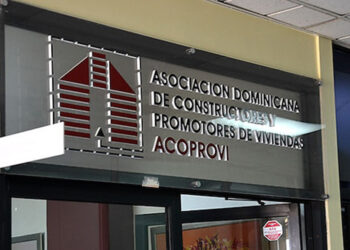 ASOCIACION DOMINICANA
DE CONSTRUCTORES Y
PROMOTORES DE VIVIENDAS
ACOPROVI